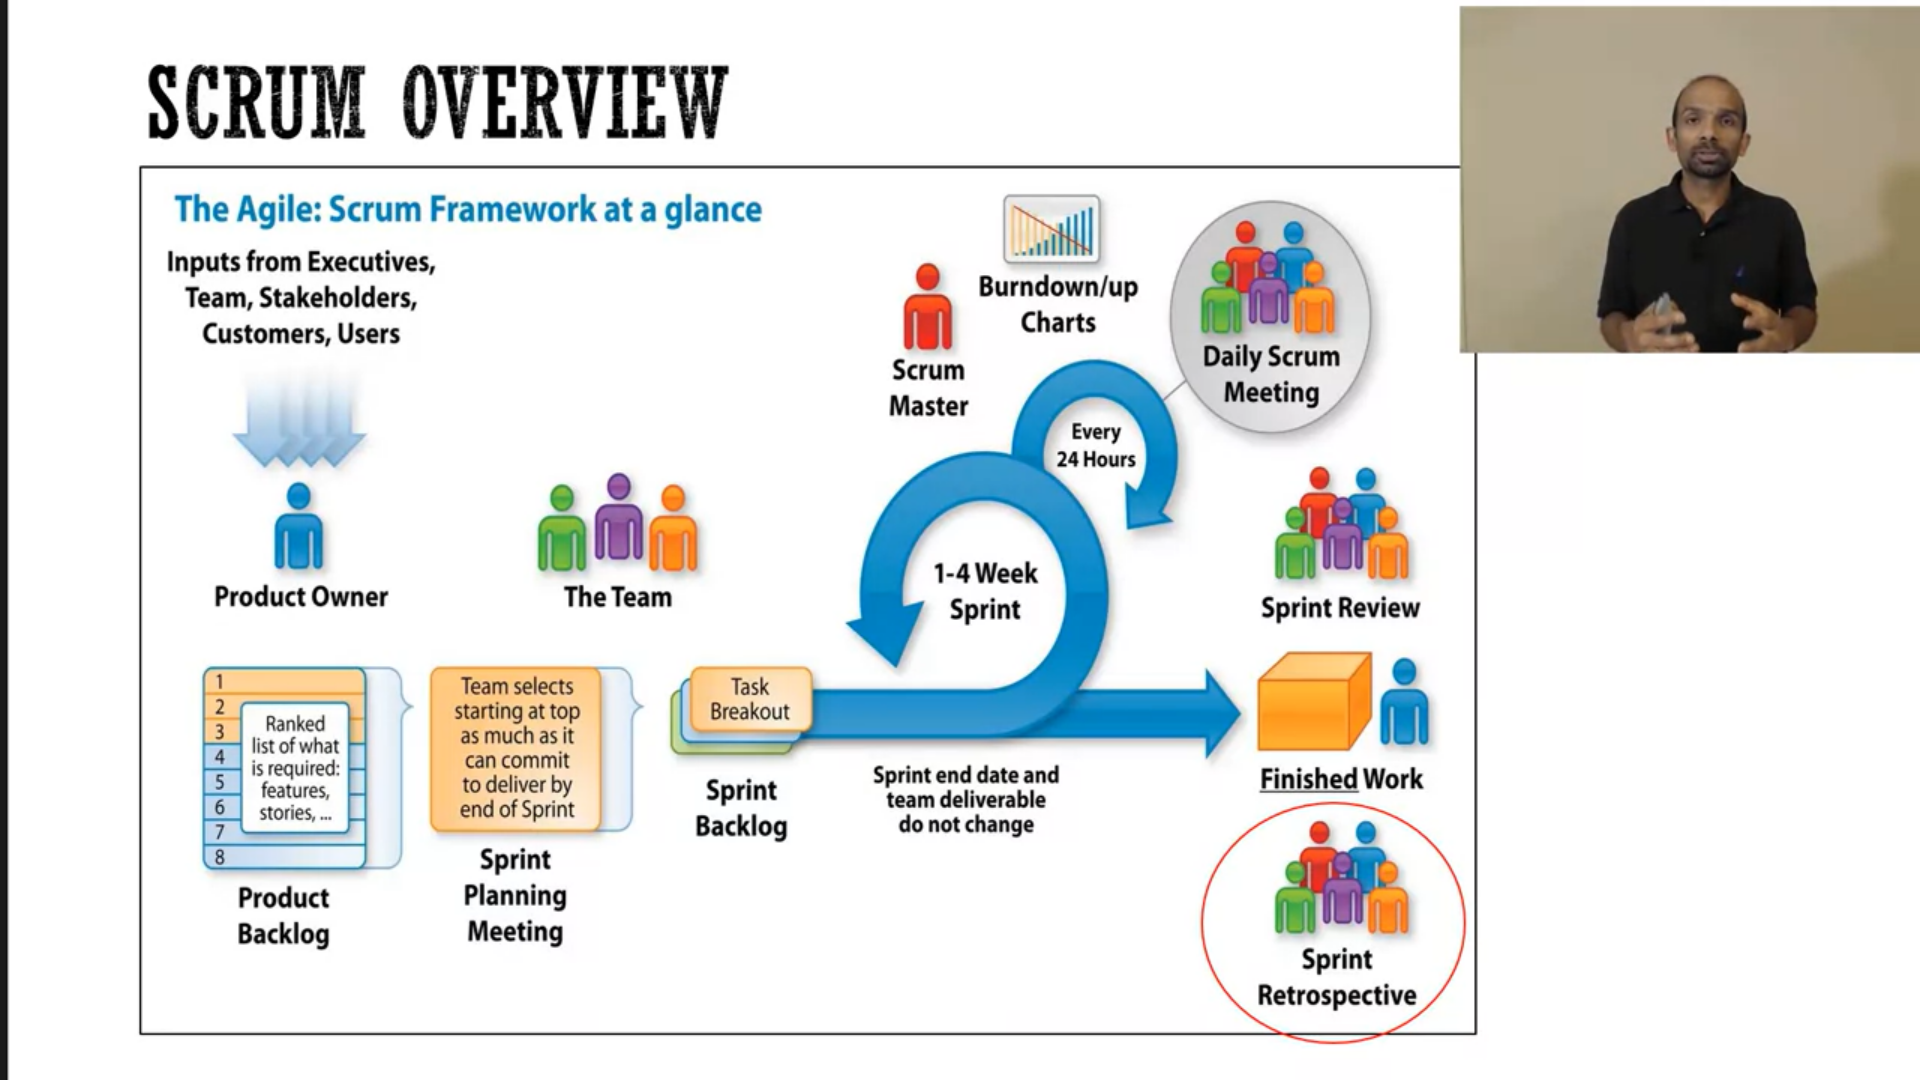 SCRUM OVERVIEW
The Agile: Scrum Framework at a glance
Inputs from Executives,
Team, Stakeholders,
Customers, Users
Product Owner
The Team
Scrum
Master
Burndown/up
Charts
Daily Scrum
Meeting
Every
24 Hours
1-4 Week
Sprint
Sprint Review
1
2
3
4
5
6
7
8
Ranked
list of what
is required:
features,
stories, ...
Product
Backlog
Team selects
starting at top
as much as it
can commit
to deliver by
end of Sprint
Sprint
Planning
Meeting
Task
Breakout
Sprint
Backlog
Sprint end date and
team deliverable
do not change
Finished Work
Sprint
Retrospective